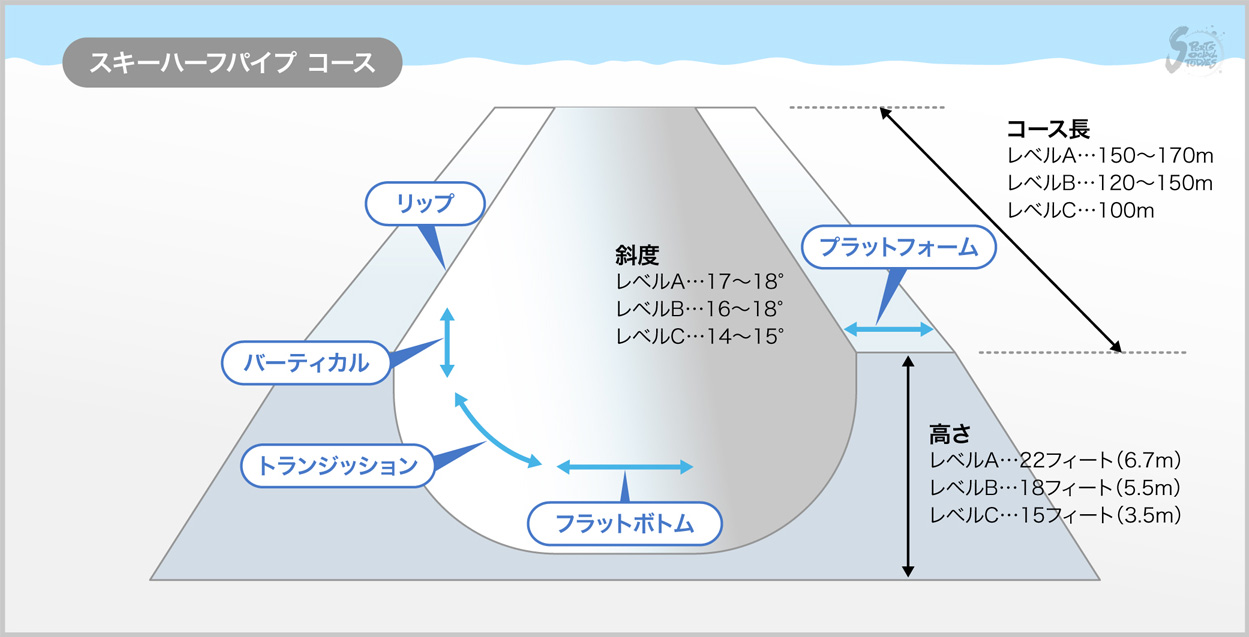 スキーハーフパイプ コース
SPORTS
SOCIAL
STUDIES
コース長
レベルA…150〜170m
レベルB…120〜150m
レベルC…100m
リップ
プラットフォーム
斜度
レベルA…17〜18°
レベルB…16〜18°
レベルC…14〜15°
バーティカル
トランジッション
フラットボトム
高さ
レベルA…22フィート(6.7m)
レベルB…18フィート(5.5m)
レベルC…15フィート(3.5m)